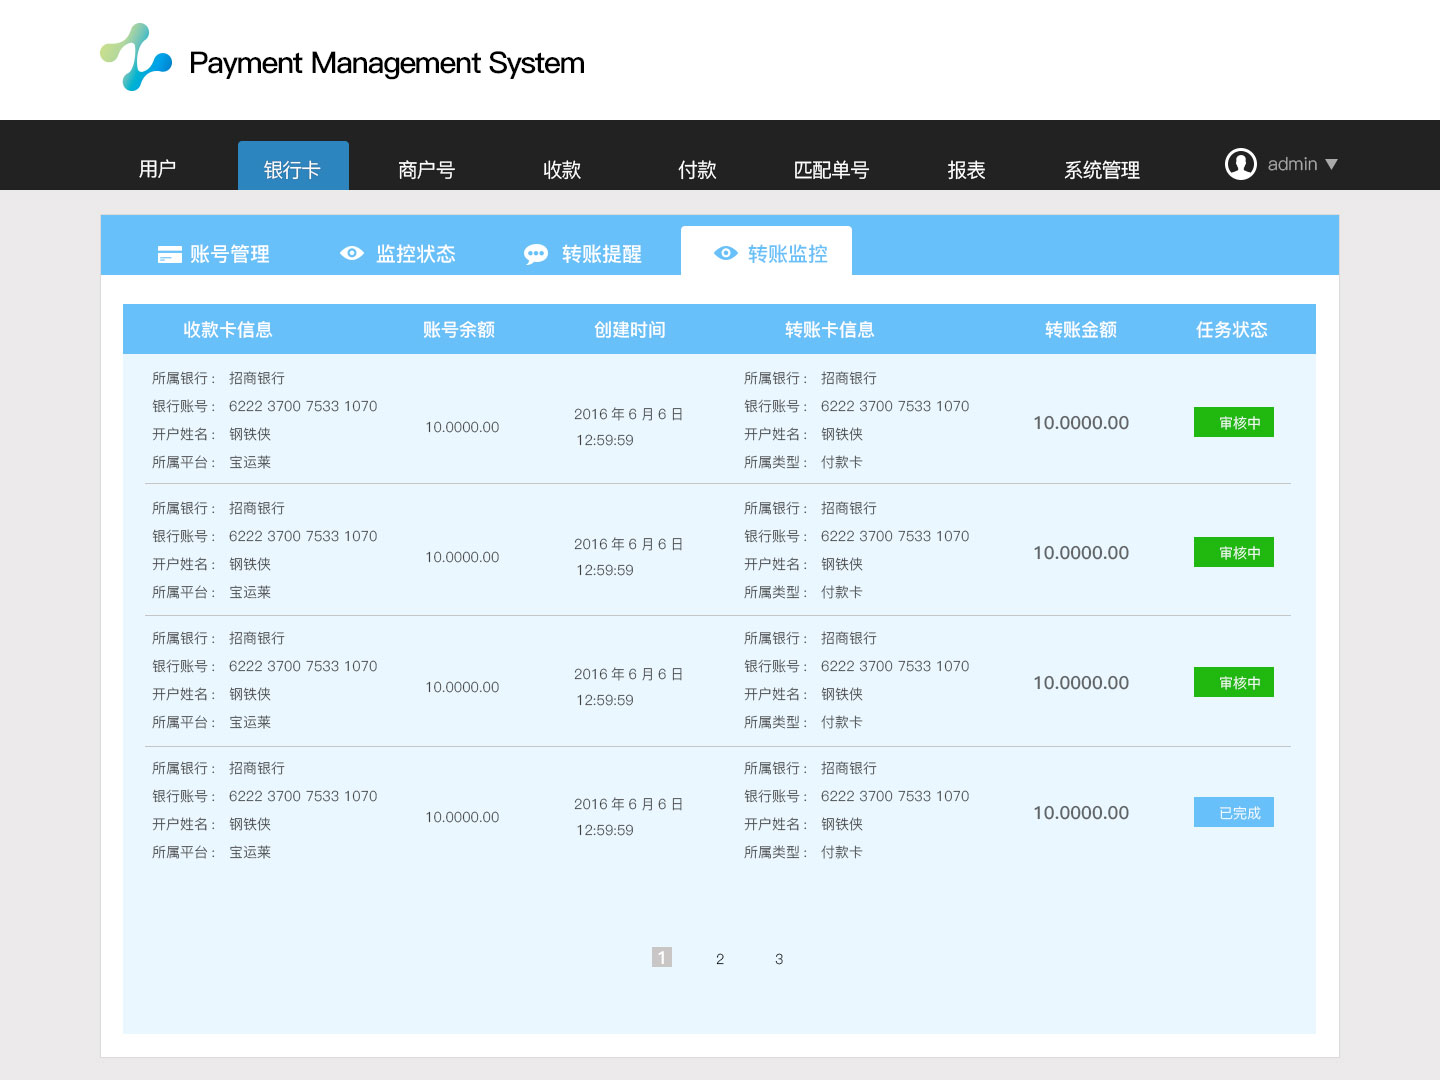 Payment Management System
用户 银行卡 商户号 收款 付款 匹配单号 报表 系统管理 admin
账号管理 监控状态 转账提醒 转账监控
收款卡信息 账号余额 创建时间 转账卡信息 转账金额 任务状态
所属银行： 招商银行
银行账号： 6222 3700 7533 1070
开户姓名： 钢铁侠
所属平台： 宝运莱
10.0000.00
2016 年 6 月 6 日
12:59:59
所属银行： 招商银行
银行账号： 6222 3700 7533 1070
开户姓名： 钢铁侠
所属类型： 付款卡
10.0000.00
审核中
所属银行： 招商银行
银行账号： 6222 3700 7533 1070
开户姓名： 钢铁侠
所属平台： 宝运莱
10.0000.00
2016 年 6 月 6 日
12:59:59
所属银行： 招商银行
银行账号： 6222 3700 7533 1070
开户姓名： 钢铁侠
所属类型： 付款卡
10.0000.00
审核中
所属银行： 招商银行
银行账号： 6222 3700 7533 1070
开户姓名： 钢铁侠
所属平台： 宝运莱
10.0000.00
2016 年 6 月 6 日
12:59:59
所属银行： 招商银行
银行账号： 6222 3700 7533 1070
开户姓名： 钢铁侠
所属类型： 付款卡
10.0000.00
审核中
所属银行： 招商银行
银行账号： 6222 3700 7533 1070
开户姓名： 钢铁侠
所属平台： 宝运莱
10.0000.00
2016 年 6 月 6 日
12:59:59
所属银行： 招商银行
银行账号： 6222 3700 7533 1070
开户姓名： 钢铁侠
所属类型： 付款卡
10.0000.00
已完成
1 2 3